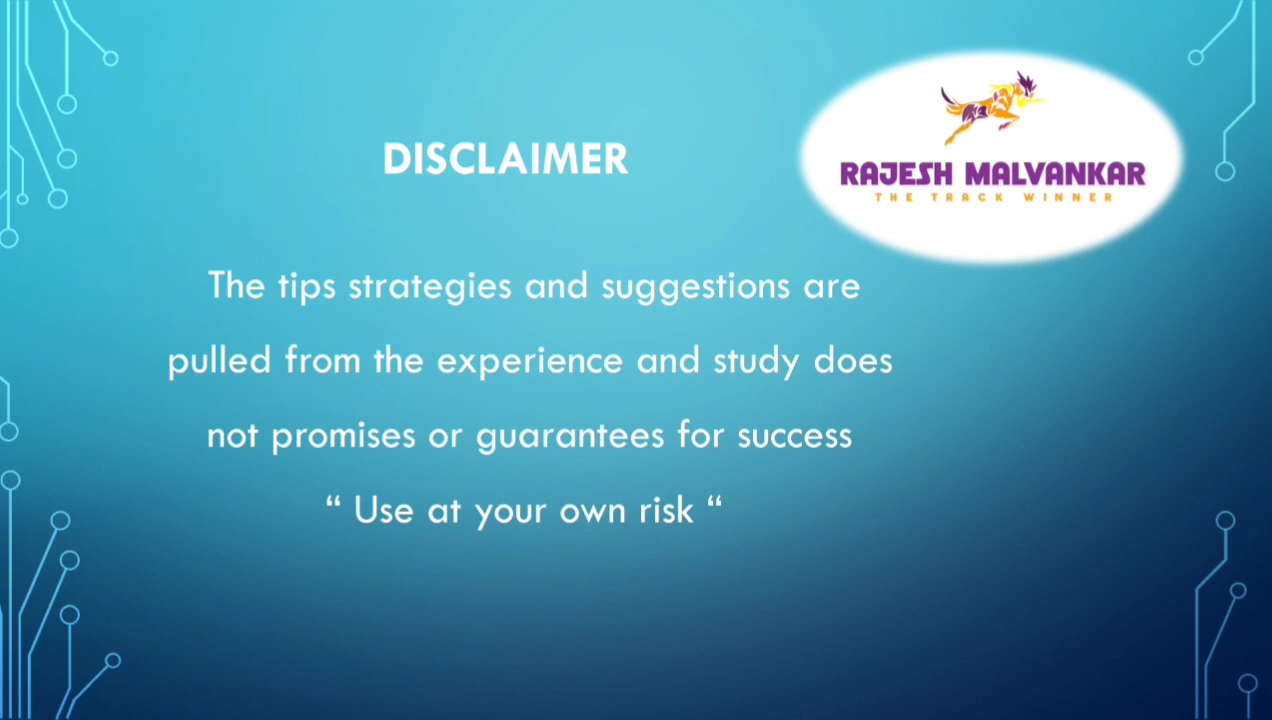 DISCLAIMER
RAJESH MALVANKAR
THE TRACK WINNER
The tips strategies and suggestions are
pulled from the experience and study does
not promises or guarantees for success
“ Use at your own risk “